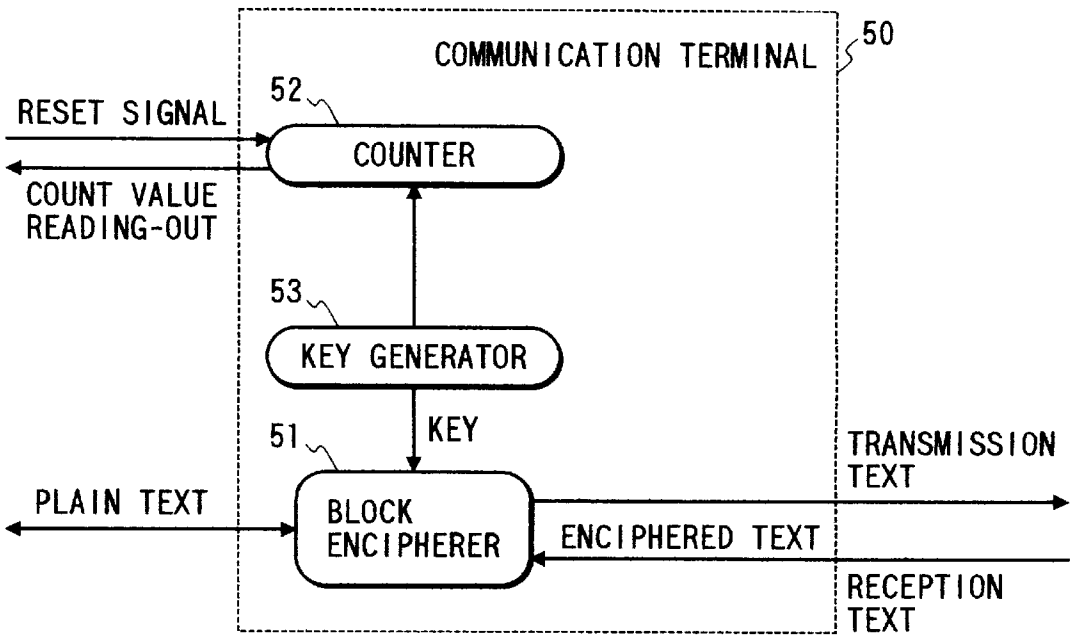 COMMUNICATION TERMINAL
50
52
RESET SIGNAL
COUNTER
COUNT VALUE
READING-OUT
53
KEY GENERATOR
KEY
51
TRANSMISSION
TEXT
PLAIN TEXT
BLOCK
ENCIPHERER
ENCIPHERED TEXT
RECEPTION
TEXT